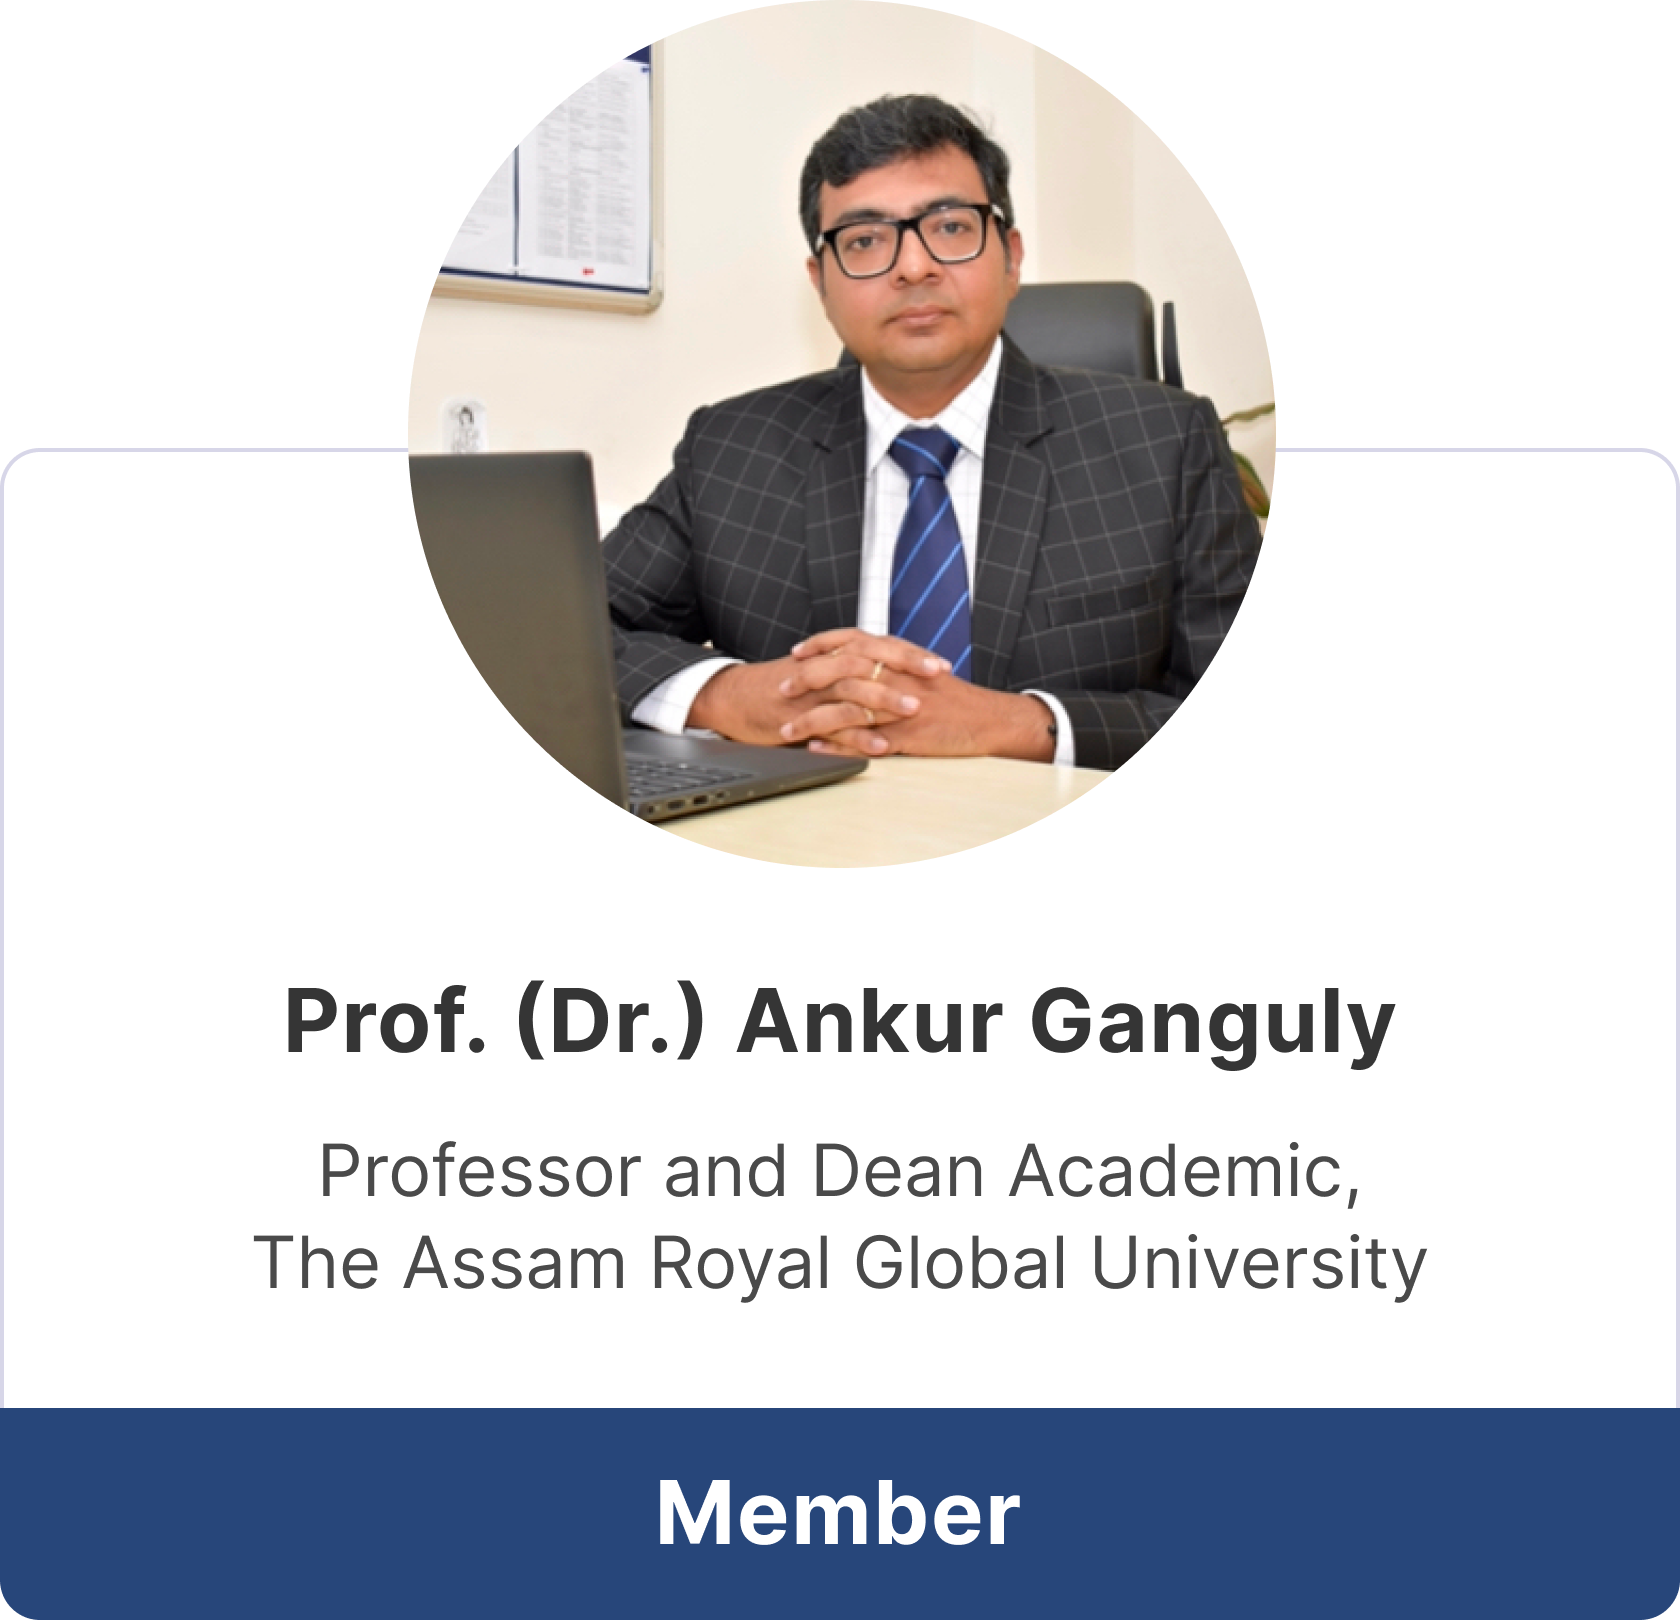 Prof. (Dr.) Ankur Ganguly
Professor and Dean Academic,
The Assam Royal Global University
Member